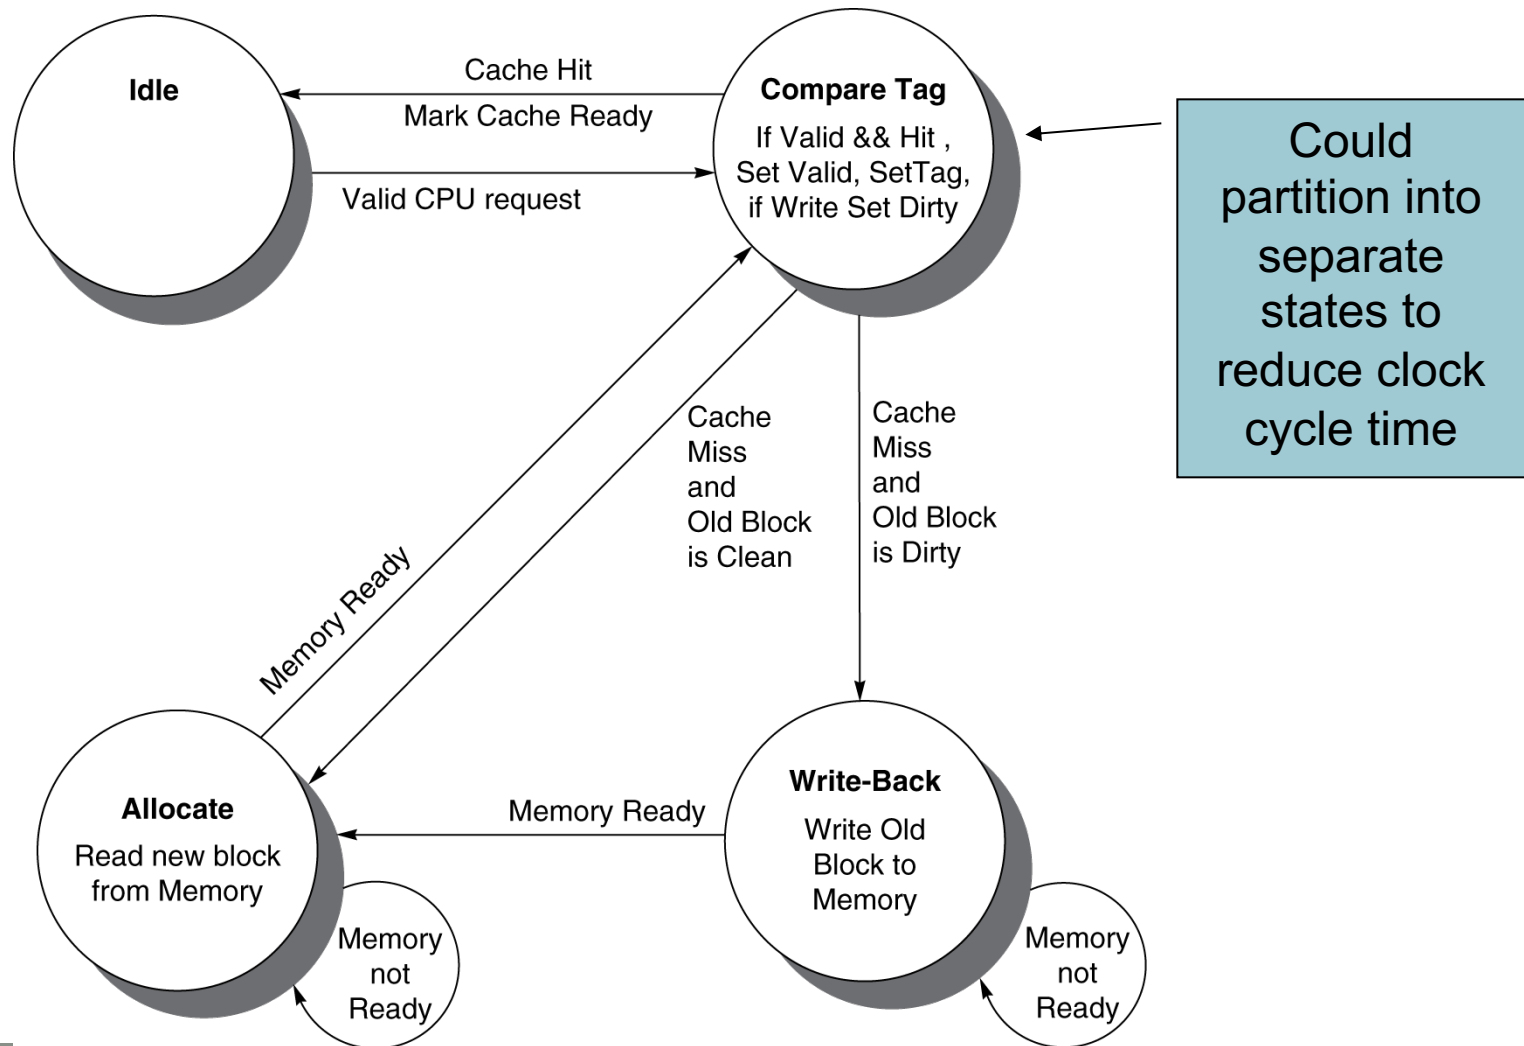 Idle
Cache Hit
Mark Cache Ready
Valid CPU request
Compare Tag
If Valid && Hit ,
Set Valid, SetTag,
if Write Set Dirty
Could
partition into
separate
states to
reduce clock
cycle time
Cache
Miss
and
Old Block
is Clean
Cache
Miss
and
Old Block
is Dirty
Memory Ready
Allocate
Read new block
from Memory
Memory
not
Ready
Memory Ready
Write-Back
Write Old
Block to
Memory
Memory
not
Ready